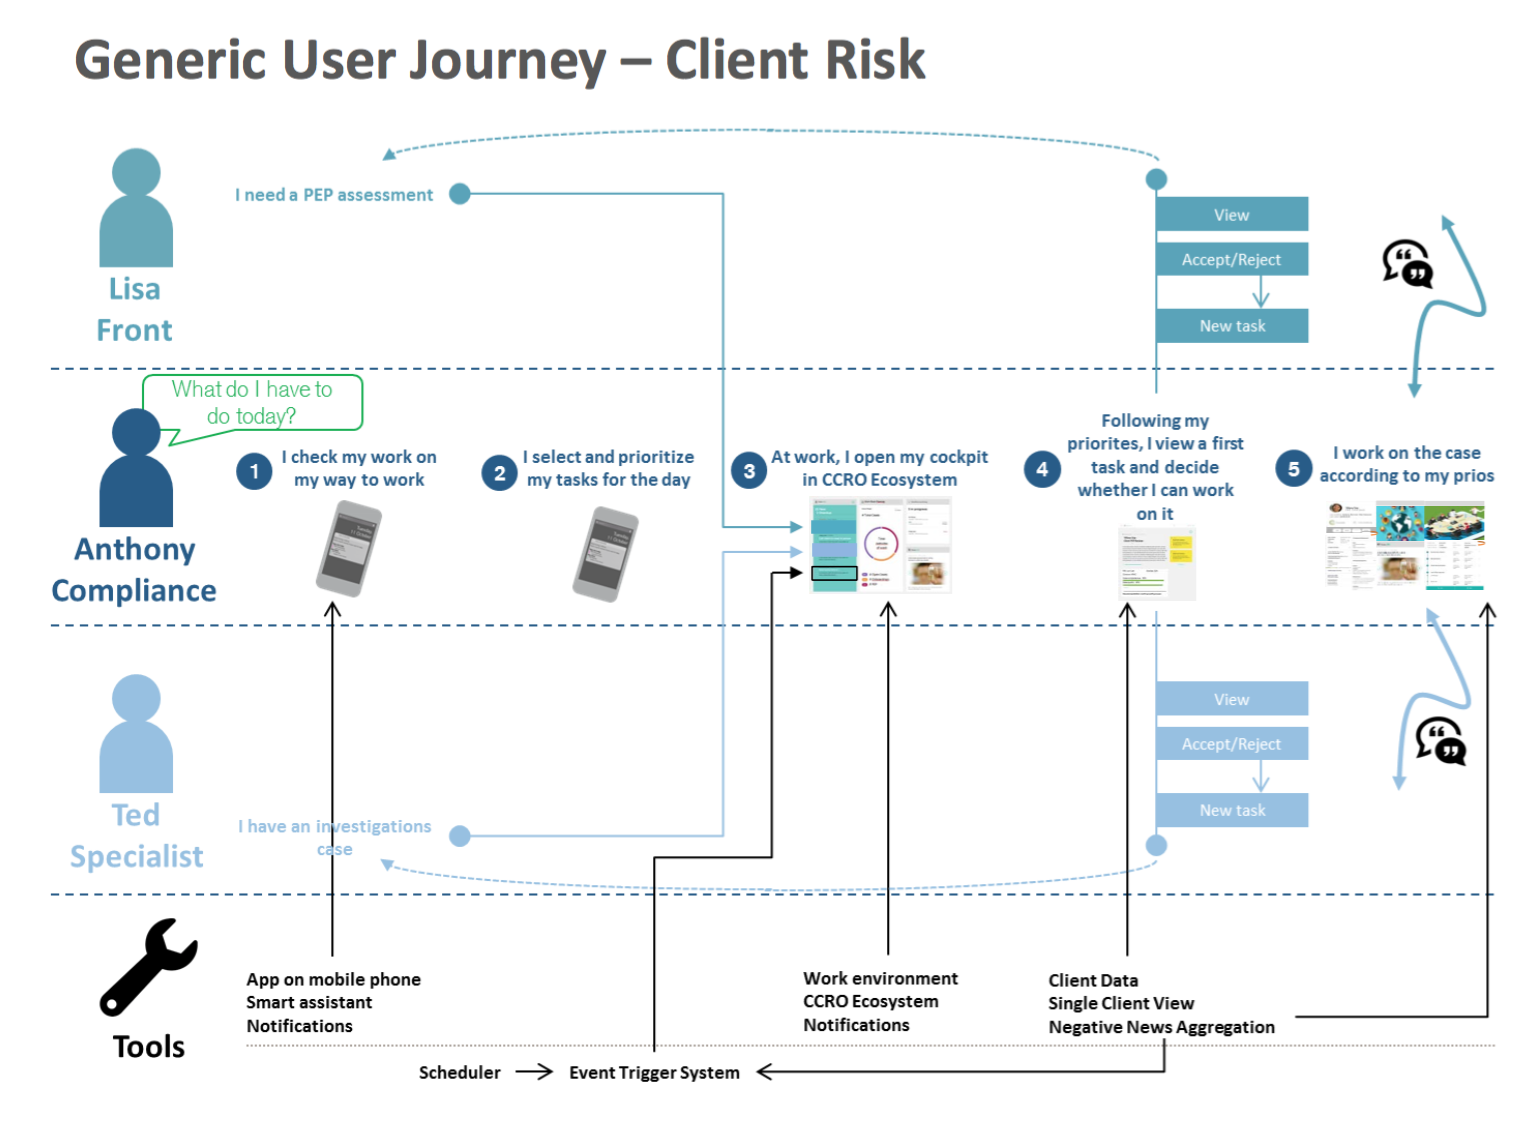 Generic User Journey – Client Risk
I need a PEP assessment
View
Accept/Reject
New task
Lisa
Front
What do I have to
do today?
Anthony
Compliance
1
I check my work on
my way to work
2
I select and prioritize
my tasks for the day
3
At work, I open my cockpit
in CCRO Ecosystem
4
Following my
priorites, I view a first
task and decide
whether I can work
on it
5
I work on the case
according to my prios
Ted
Specialist
I have an investigations
case
View
Accept/Reject
New task
Tools
App on mobile phone
Smart assistant
Notifications
Work environment
CCRO Ecosystem
Notifications
Client Data
Single Client View
Negative News Aggregation
Scheduler
Event Trigger System